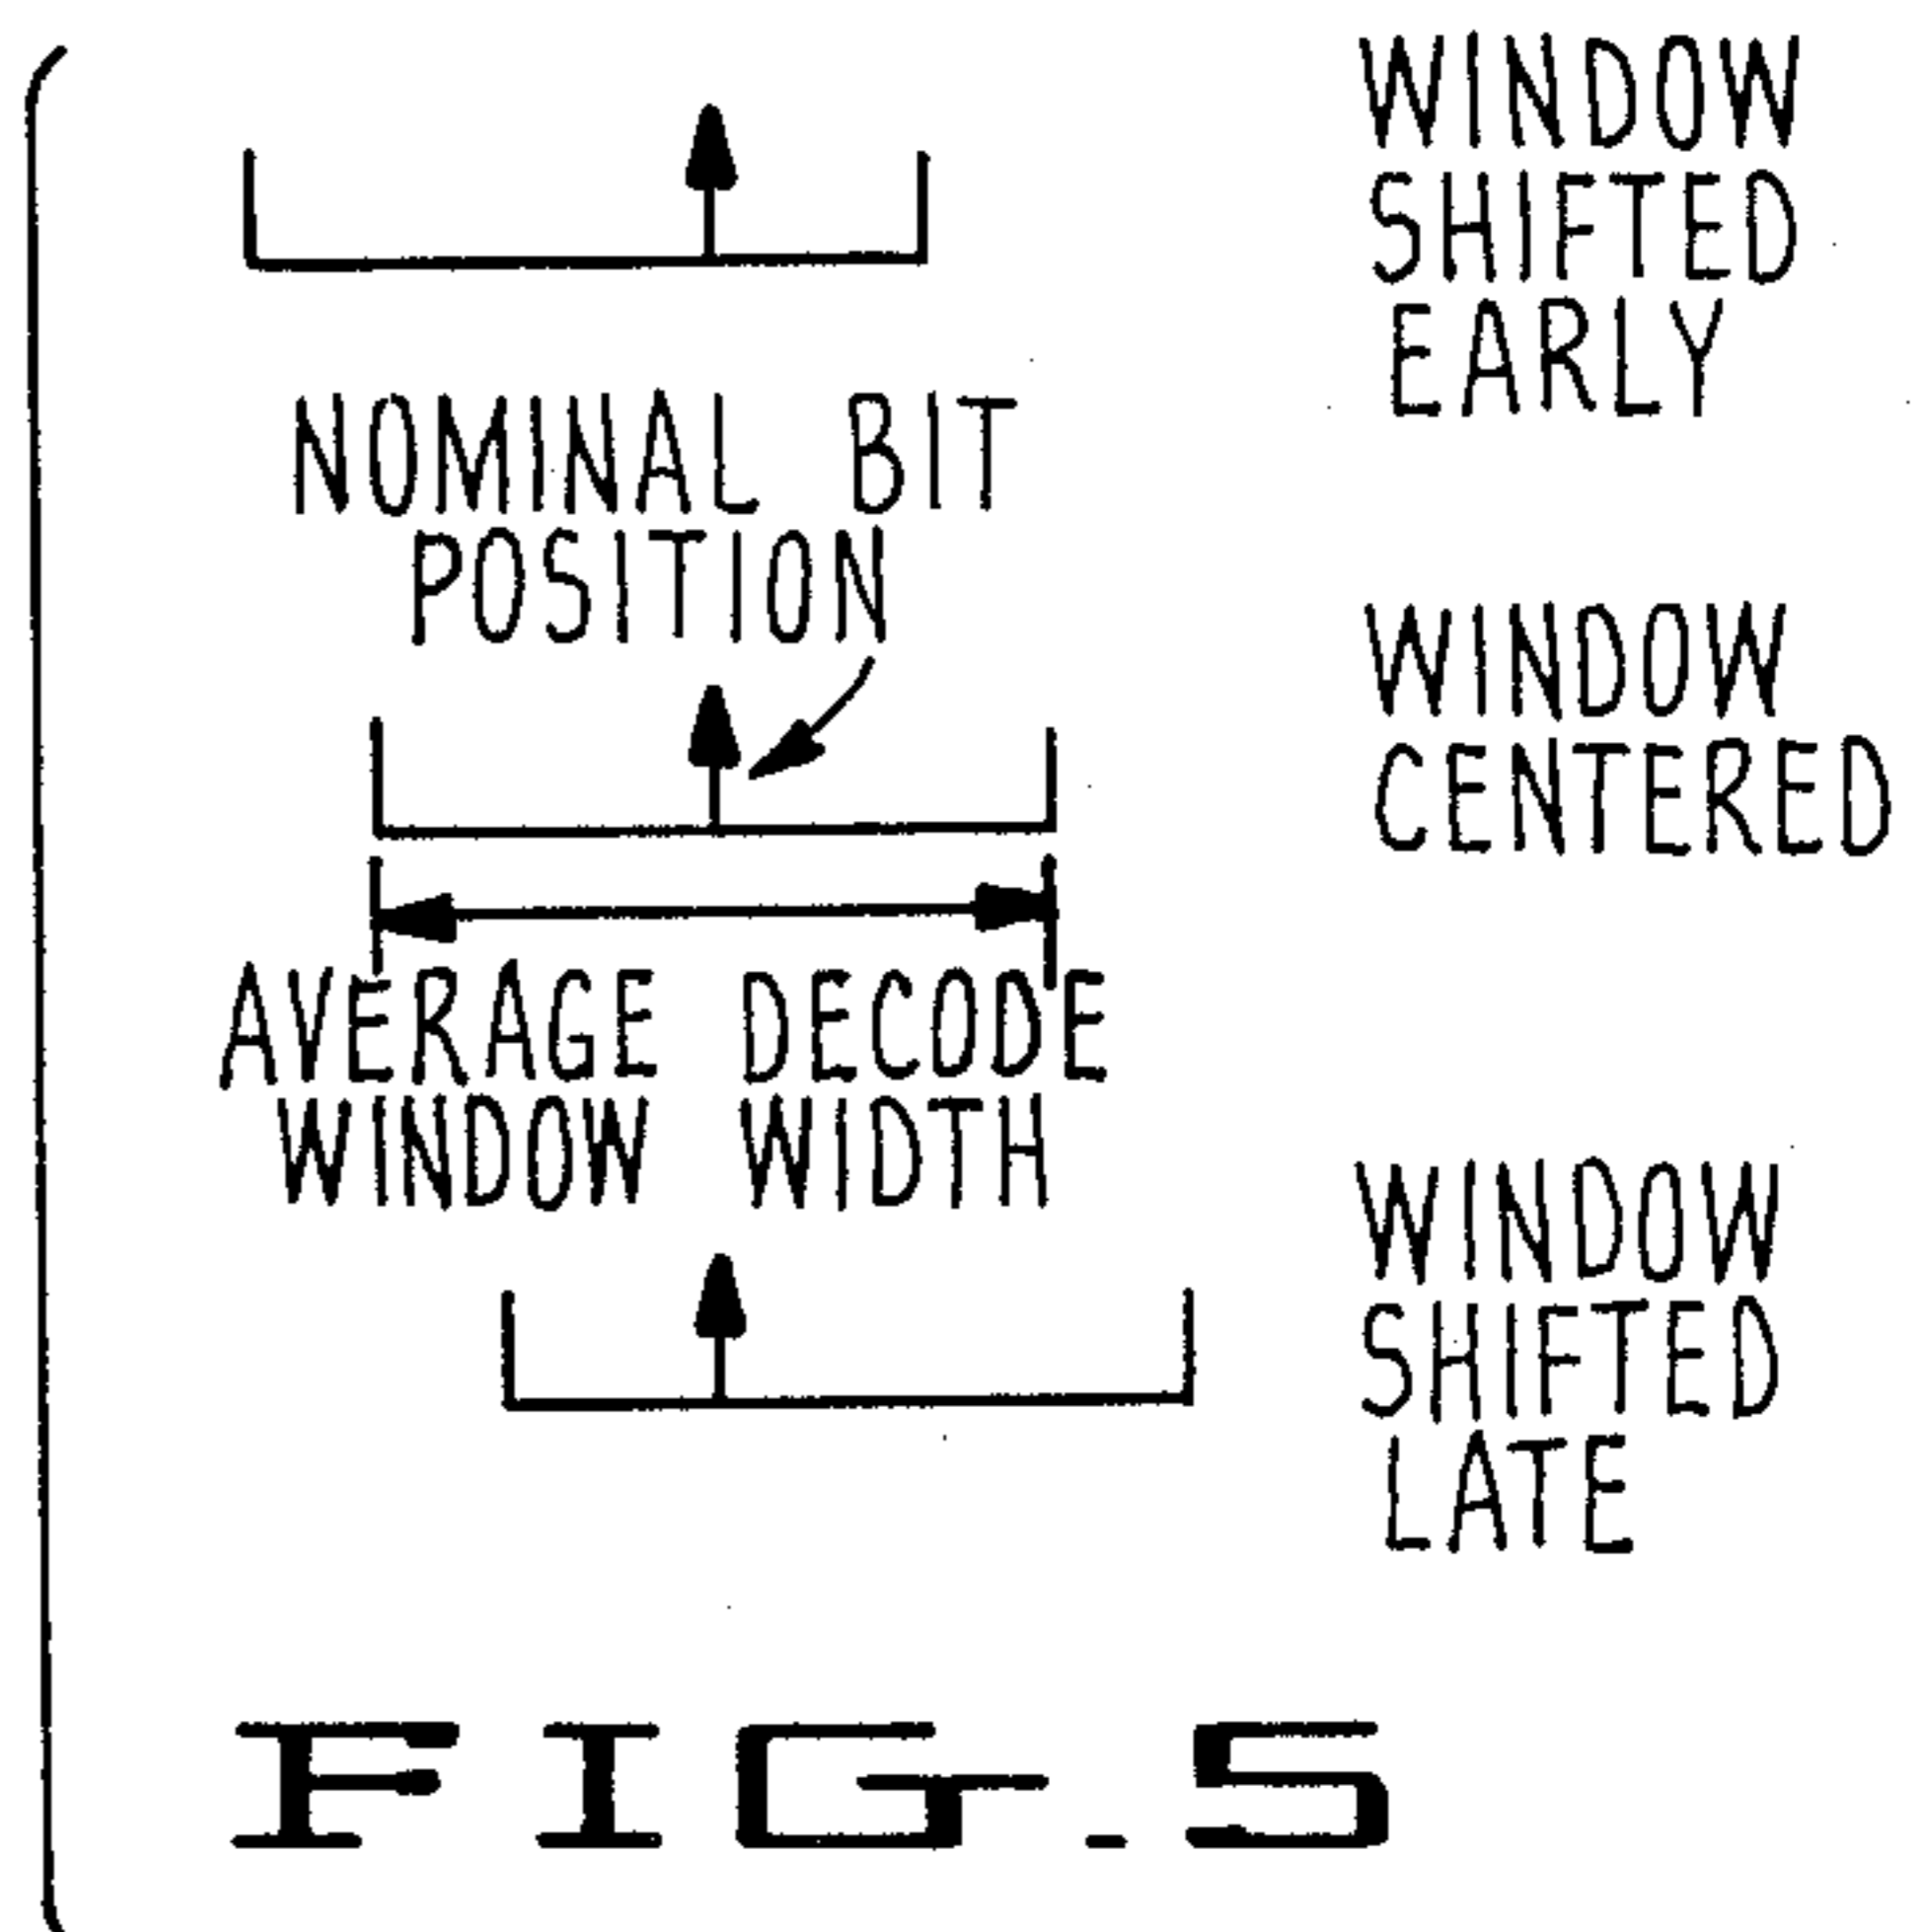 WINDOW
SHIFTED
EARLY
NOMINAL BIT
POSITION
WINDOW
CENTERED
AVERAGE DECODE
WINDOW WIDTH
WINDOW
SHIFTED
LATE
FIG.5